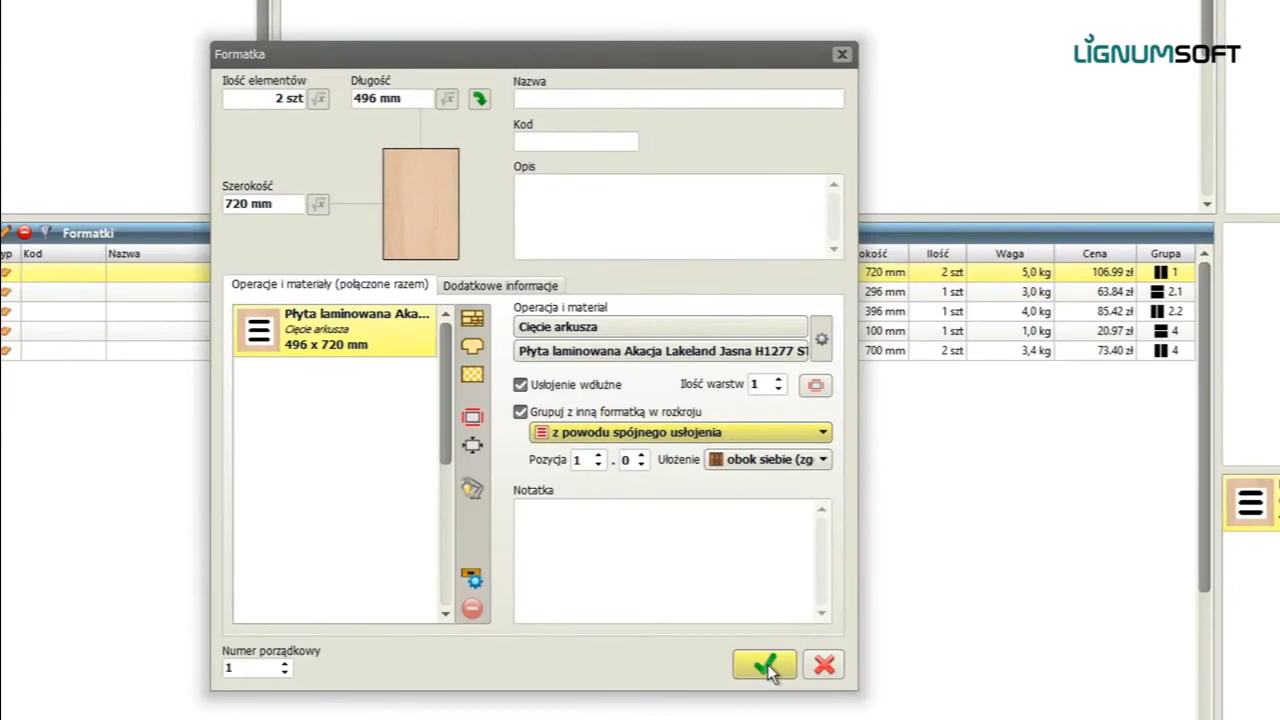 LIGNUMSOFT
Formatka
Ilość elementów
Długość
Nazwa
2 szt
496 mm
Kod
Opis
Szerokość
720 mm
Formatki
yp Kod Nazwa
okość Ilość Waga Cena Grupa
720 mm 2 szt 5,0 kg 106.99 zł 1
296 mm 1 szt 3,0 kg 63.84 zł 2.1
396 mm 1 szt 4,0 kg 85.42 zł 2.2
100 mm 1 szt 1,0 kg 20.97 zł 4
700 mm 2 szt 3,4 kg 73.40 zł 4
Operacje i materiały (połączone razem)
Dodatkowe informacje
Płyta laminowana Aka...
Cięcie arkusza
496 x 720 mm
Operacja i materiał
Cięcie arkusza
Płyta laminowana Akacja Lakeland Jasna H1277 ST
Usłojenie wdłużne
Ilość warstw 1
Grupuj z inną formatką w rozkroju
z powodu spójnego usłojenia
Pozycja 1 . 0 Ułożenie obok siebie (zg
Notatka
Numer porządkowy
1